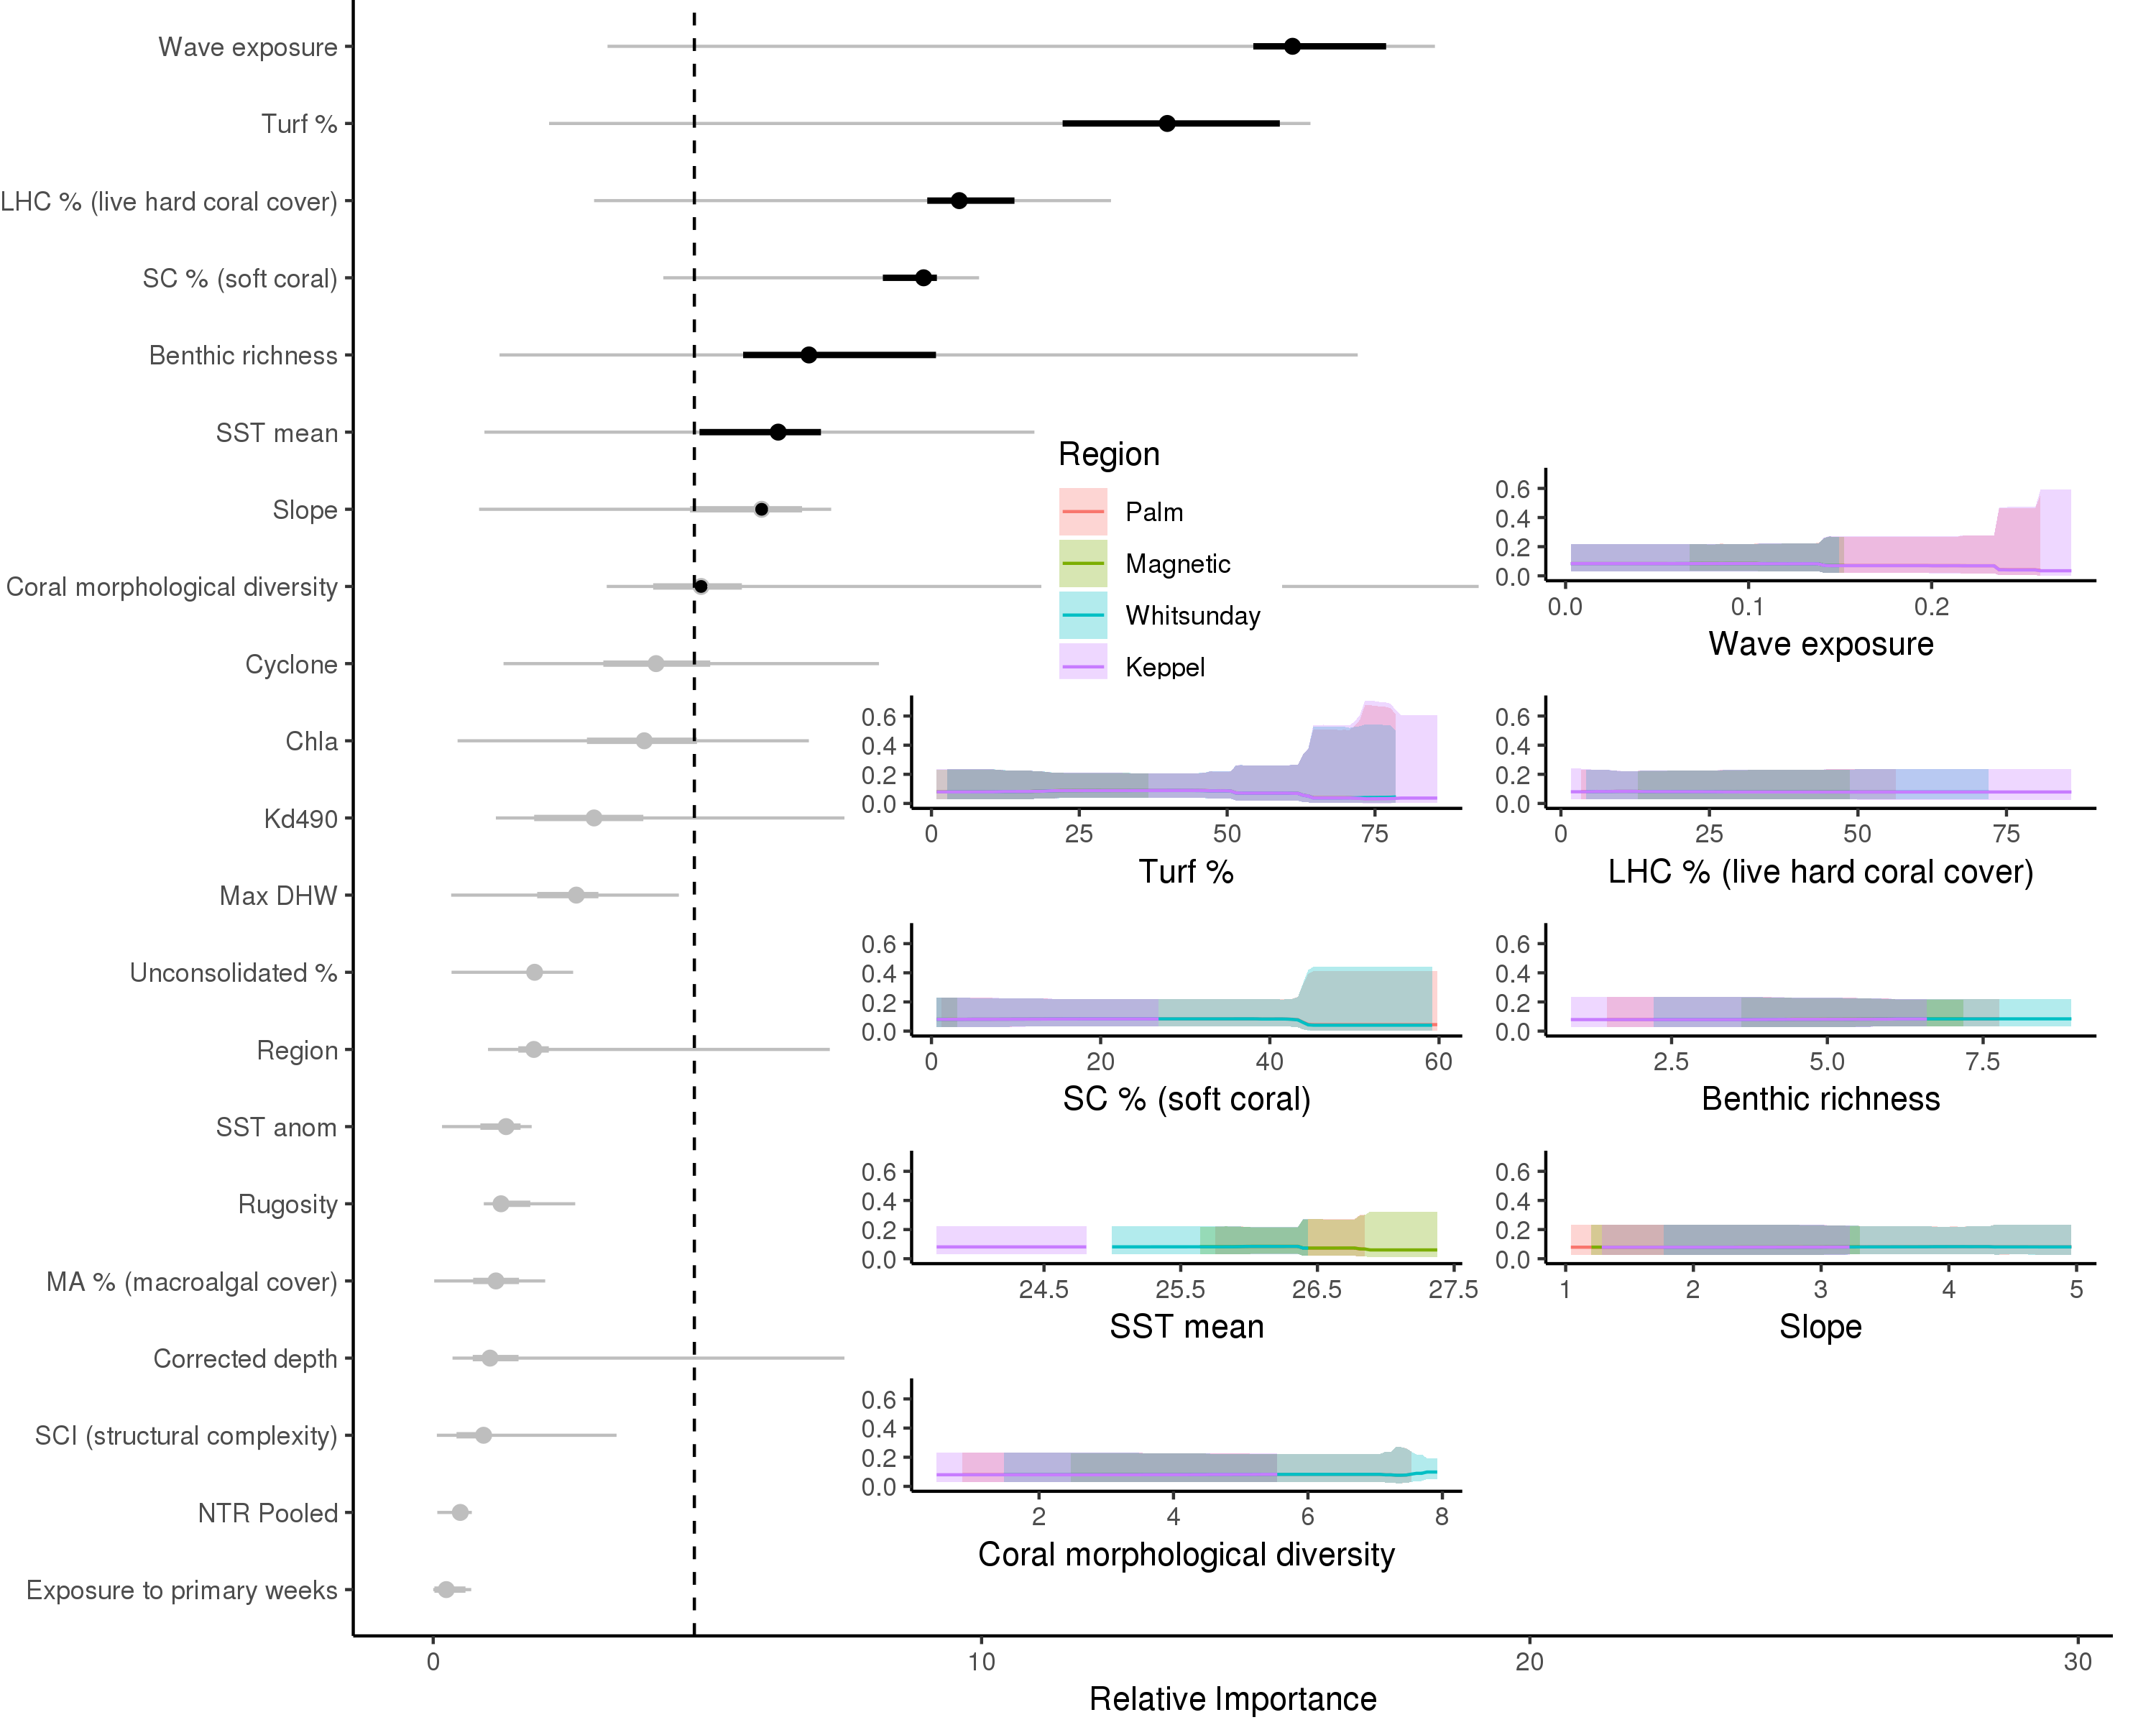 Wave exposure
Turf %
LHC % (live hard coral cover)
SC % (soft coral)
Benthic richness
SST mean
Slope
Coral morphological diversity
Cyclone
Chla
Kd490
Max DHW
Unconsolidated %
Region
SST anom
Rugosity
MA % (macroalgal cover)
Corrected depth
SCI (structural complexity)
NTR Pooled
Exposure to primary weeks
0 10 20 30
Relative Importance
Region
Palm
Magnetic
Whitsunday
Keppel
0.6
0.4
0.2
0.0
0.0 0.1 0.2
Wave exposure
0.6
0.4
0.2
0.0
0 25 50 75
Turf %
0.6
0.4
0.2
0.0
0 25 50 75
LHC % (live hard coral cover)
0.6
0.4
0.2
0.0
0 20 40 60
SC % (soft coral)
0.6
0.4
0.2
0.0
2.5 5.0 7.5
Benthic richness
0.6
0.4
0.2
0.0
24.5 25.5 26.5 27.5
SST mean
0.6
0.4
0.2
0.0
1 2 3 4 5
Slope
0.6
0.4
0.2
0.0
2 4 6 8
Coral morphological diversity